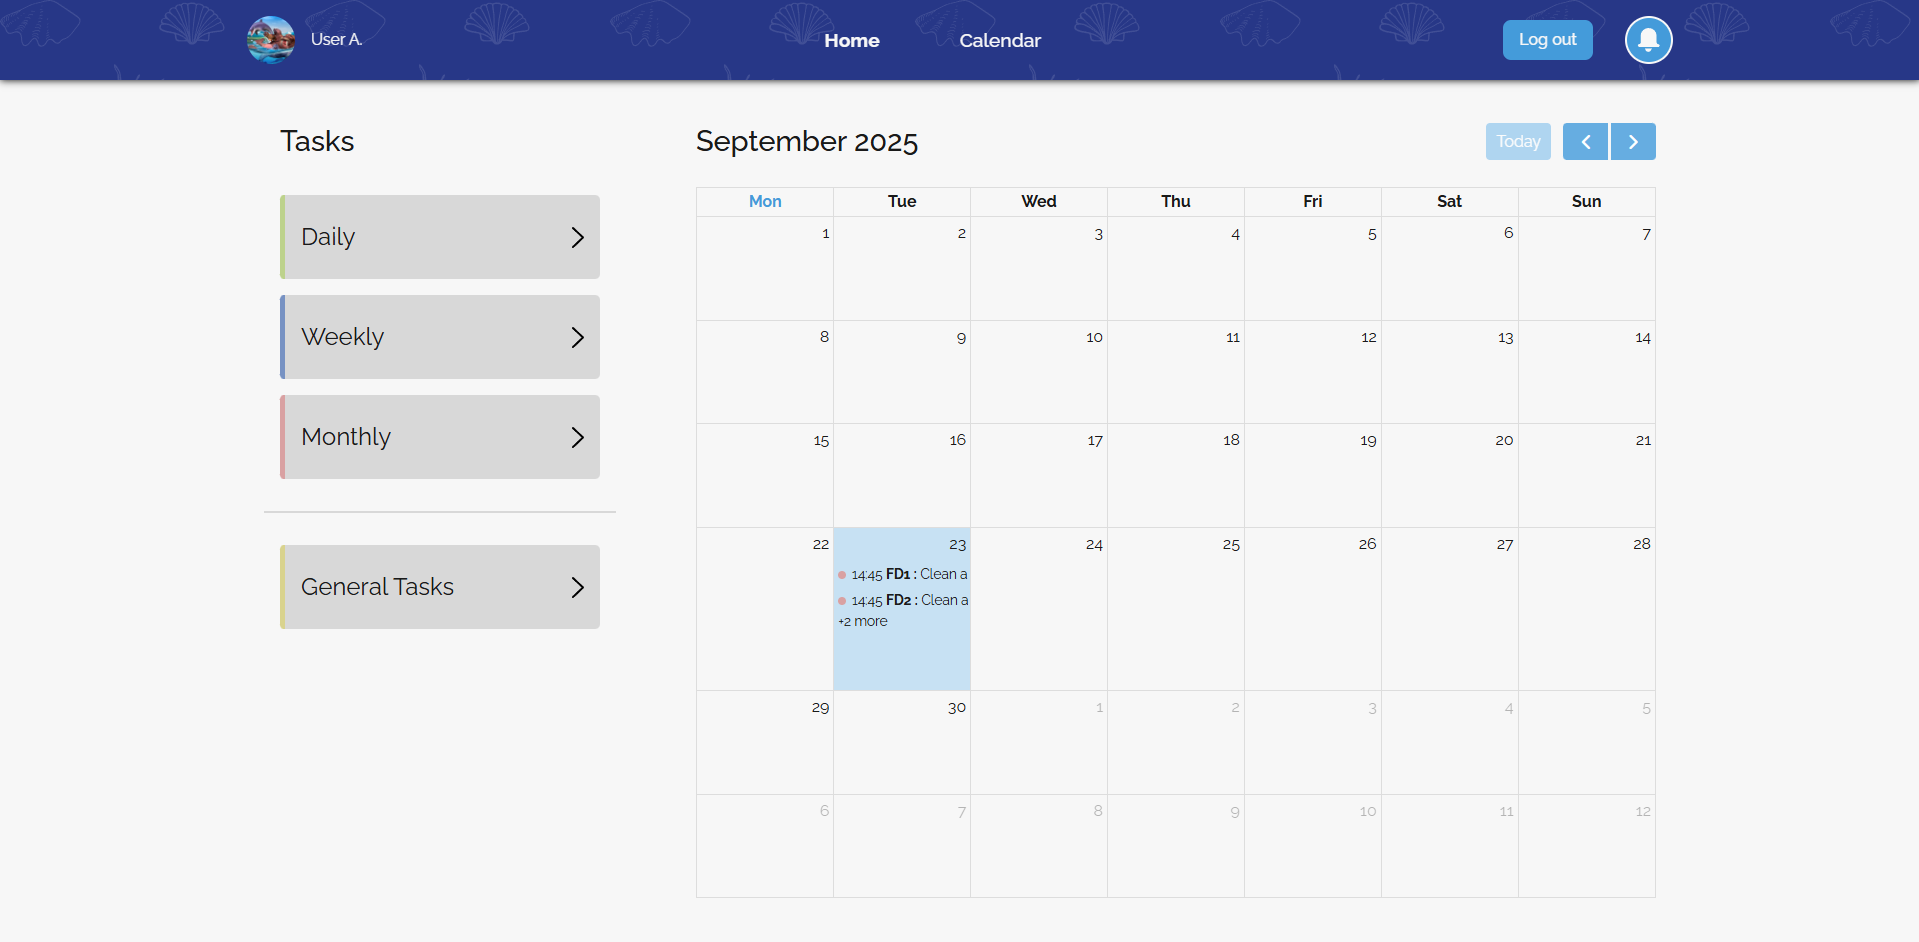 User A.
Home
Calendar
Log out
Tasks
Daily
Weekly
Monthly
General Tasks
September 2025
Today
Mon Tue Wed Thu Fri Sat Sun
1 2 3 4 5 6 7
8 9 10 11 12 13 14
15 16 17 18 19 20 21
22 23 24 25 26 27 28
14:45 FD1 : Clean a
14:45 FD2 : Clean a
+2 more
29 30 1 2 3 4 5
6 7 8 9 10 11 12